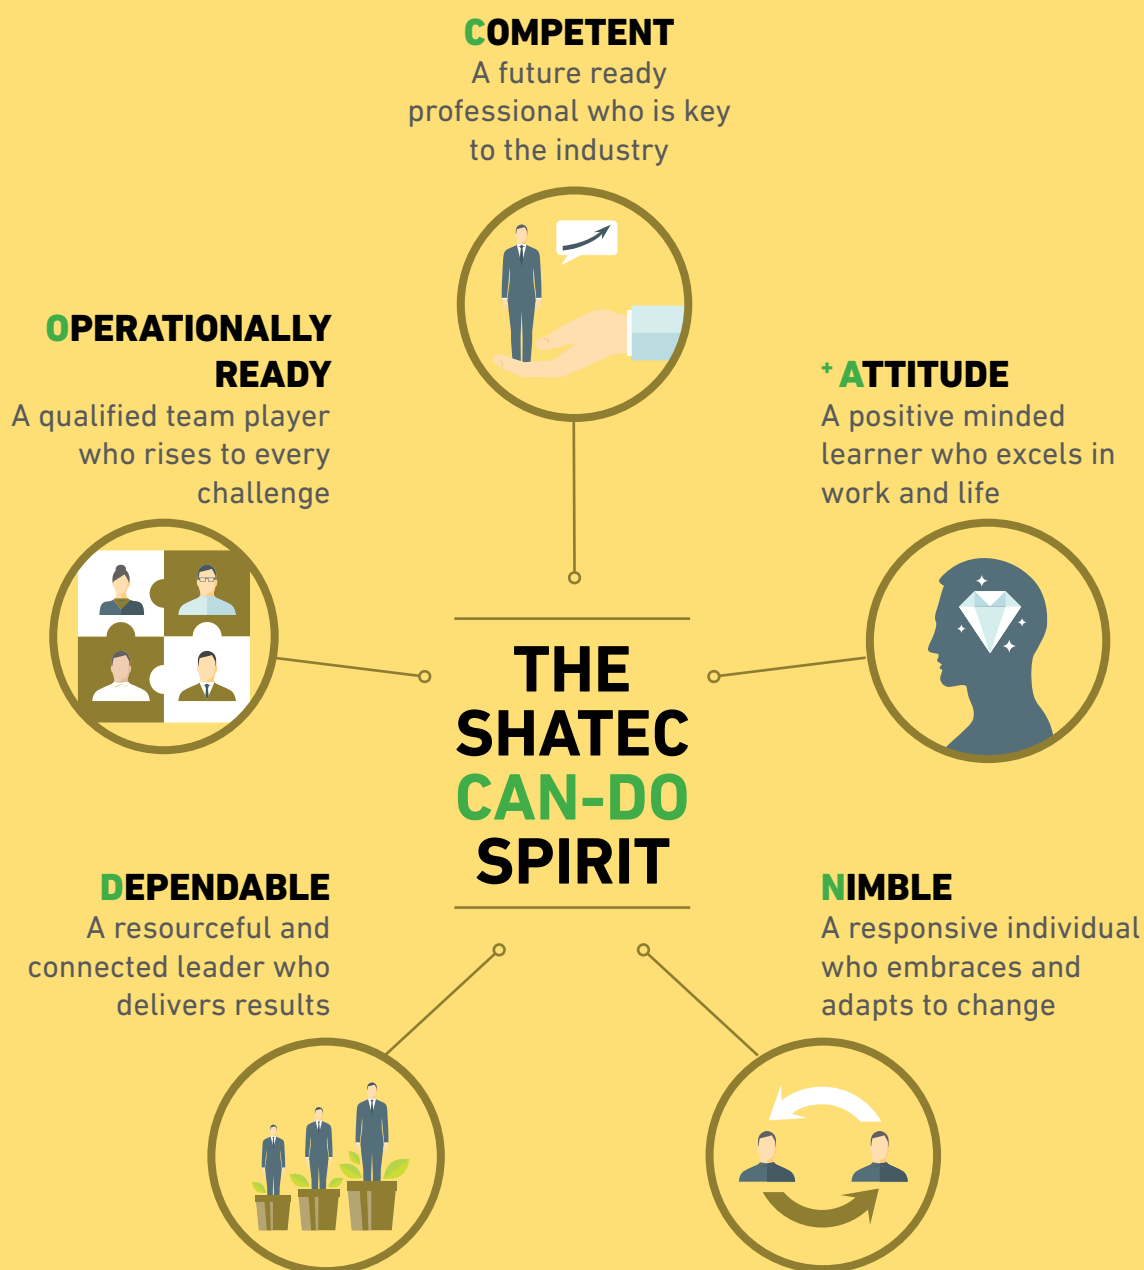 COMPETENT
A future ready
professional who is key
to the industry
OPERATIONALLY
READY
A qualified team player
who rises to every
challenge
+ ATTITUDE
A positive minded
learner who excels in
work and life
THE
SHATEC
CAN-DO
SPIRIT
DEPENDABLE
A resourceful and
connected leader who
delivers results
NIMBLE
A responsive individual
who embraces and
adapts to change